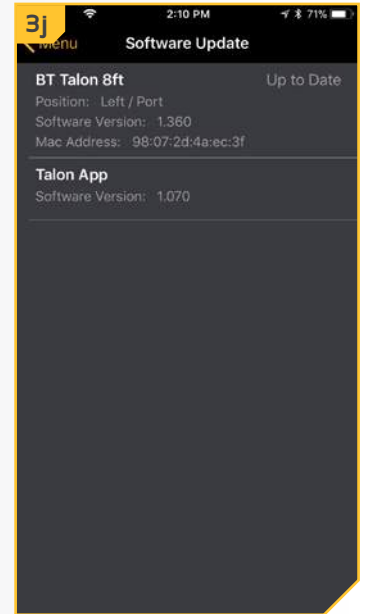 3j
2:10 PM
71%
Menu
Software Update
BT Talon 8ft
Up to Date
Position: Left / Port
Software Version: 1.360
Mac Address: 98:07:2d:4a:ec:3f
Talon App
Software Version: 1.070